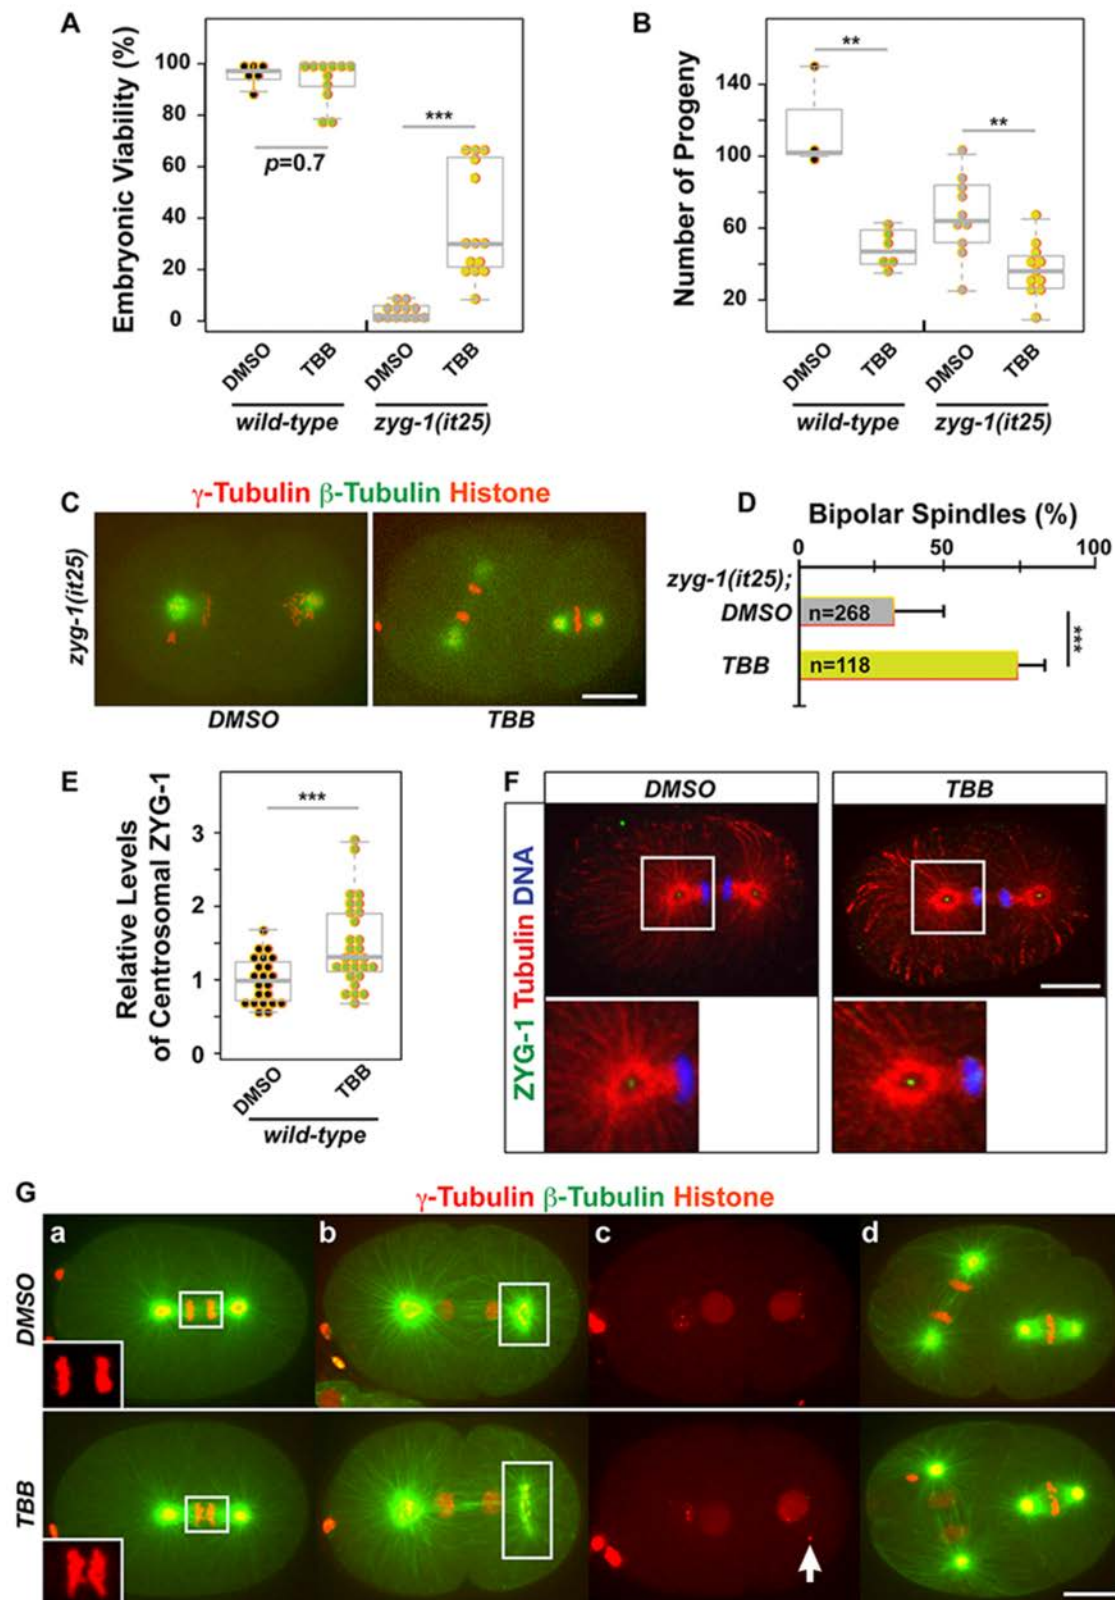 A
Embryonic Viability (%)
100
80
60
40
20
0
p=0.7
***
DMSO
TBB
DMSO
TBB
wild-type
zyg-1(it25)
B
Number of Progeny
140
100
60
20
**
**
DMSO
TBB
DMSO
TBB
wild-type
zyg-1(it25)
C
γ-Tubulin β-Tubulin Histone
zyg-1(it25)
DMSO
TBB
D
Bipolar Spindles (%)
0 50 100
zyg-1(it25);
DMSO
n=268
TBB
n=118
***
E
Relative Levels
of Centrosomal ZYG-1
3
2
1
0
***
DMSO
TBB
wild-type
F
DMSO
TBB
ZYG-1 Tubulin DNA
G
γ-Tubulin β-Tubulin Histone
a
b
c
d
DMSO
TBB